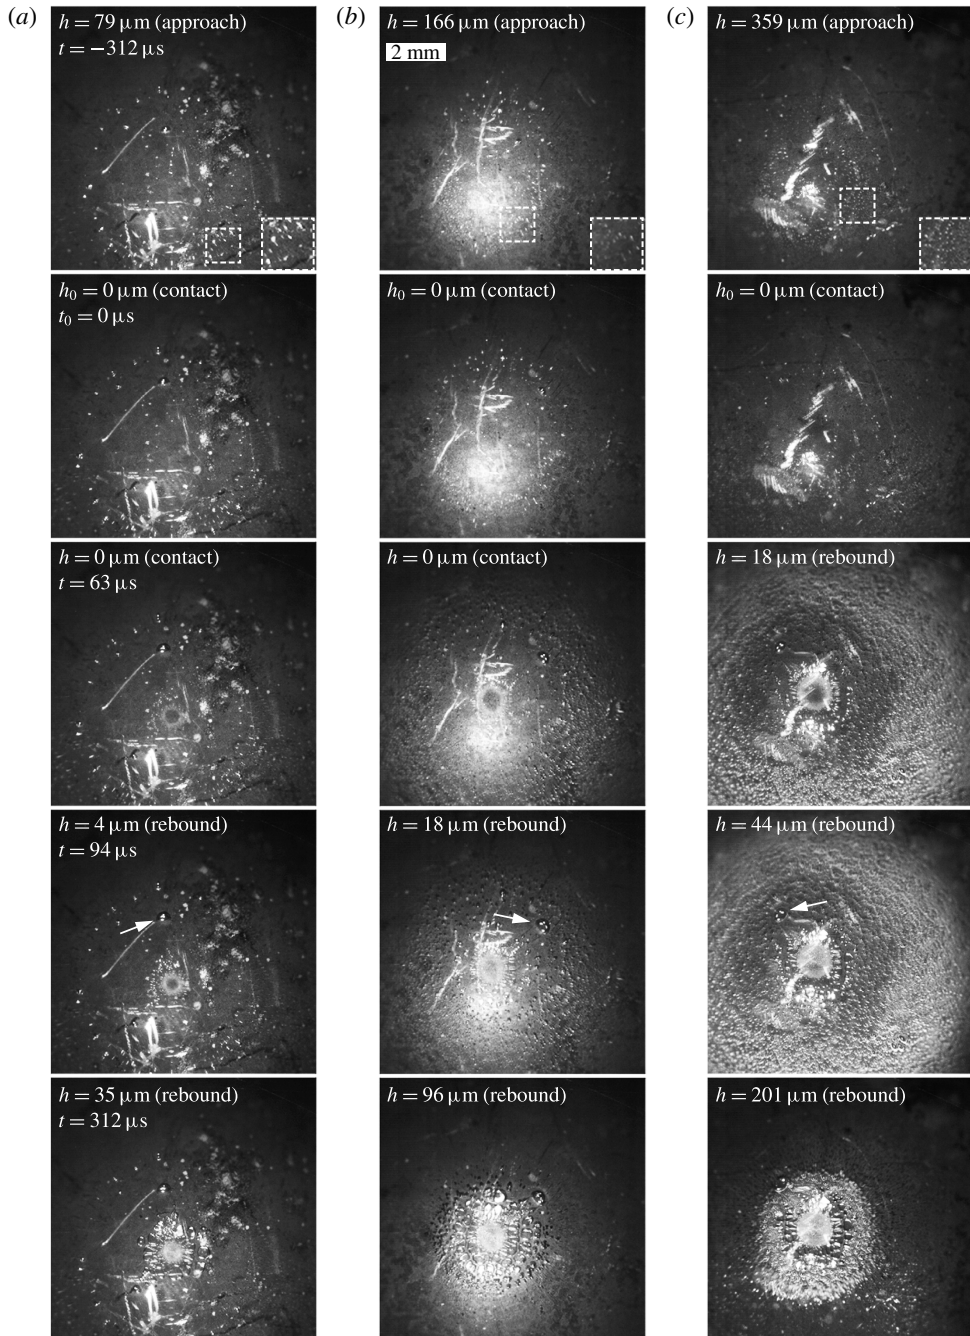 (a)
h = 79 μm (approach)
t = −312 μs
(b)
h = 166 μm (approach)
2 mm
(c)
h = 359 μm (approach)
h0 = 0 μm (contact)
t0 = 0 μs
h0 = 0 μm (contact)
h0 = 0 μm (contact)
h = 0 μm (contact)
t = 63 μs
h = 0 μm (contact)
h = 18 μm (rebound)
h = 4 μm (rebound)
t = 94 μs
h = 18 μm (rebound)
h = 44 μm (rebound)
h = 35 μm (rebound)
t = 312 μs
h = 96 μm (rebound)
h = 201 μm (rebound)